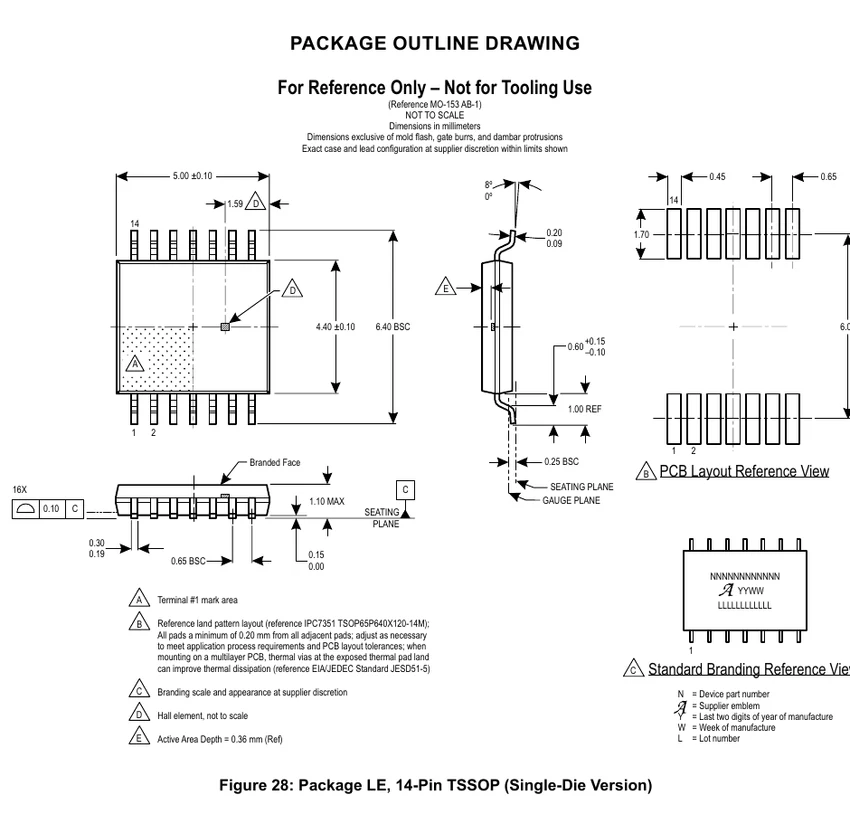 PACKAGE OUTLINE DRAWING
For Reference Only – Not for Tooling Use
(Reference MO-153 AB-1)
NOT TO SCALE
Dimensions in millimeters
Dimensions exclusive of mold flash, gate burrs, and dambar protrusions
Exact case and lead configuration at supplier discretion within limits shown
5.00 ±0.10
1.59 D
14
D
4.40 ±0.10
6.40 BSC
A
1 2
8º
0º
0.20
0.09
E
0.60 +0.15
–0.10
1.00 REF
0.25 BSC
SEATING PLANE
GAUGE PLANE
0.45
0.65
14
1.70
6.0
1 2
B PCB Layout Reference View
Branded Face
16X
0.10 C
1.10 MAX
C
SEATING
PLANE
0.30
0.19
0.65 BSC
0.15
0.00
NNNNNNNNNNNN
YYWW
LLLLLLLLLLLL
1
C Standard Branding Reference Vie
N = Device part number
= Supplier emblem
Y = Last two digits of year of manufacture
W = Week of manufacture
L = Lot number
A Terminal #1 mark area
B Reference land pattern layout (reference IPC7351 TSOP65P640X120-14M);
All pads a minimum of 0.20 mm from all adjacent pads; adjust as necessary
to meet application process requirements and PCB layout tolerances; when
mounting on a multilayer PCB, thermal vias at the exposed thermal pad land
can improve thermal dissipation (reference EIA/JEDEC Standard JESD51-5)
C Branding scale and appearance at supplier discretion
D Hall element, not to scale
E Active Area Depth = 0.36 mm (Ref)
Figure 28: Package LE, 14-Pin TSSOP (Single-Die Version)